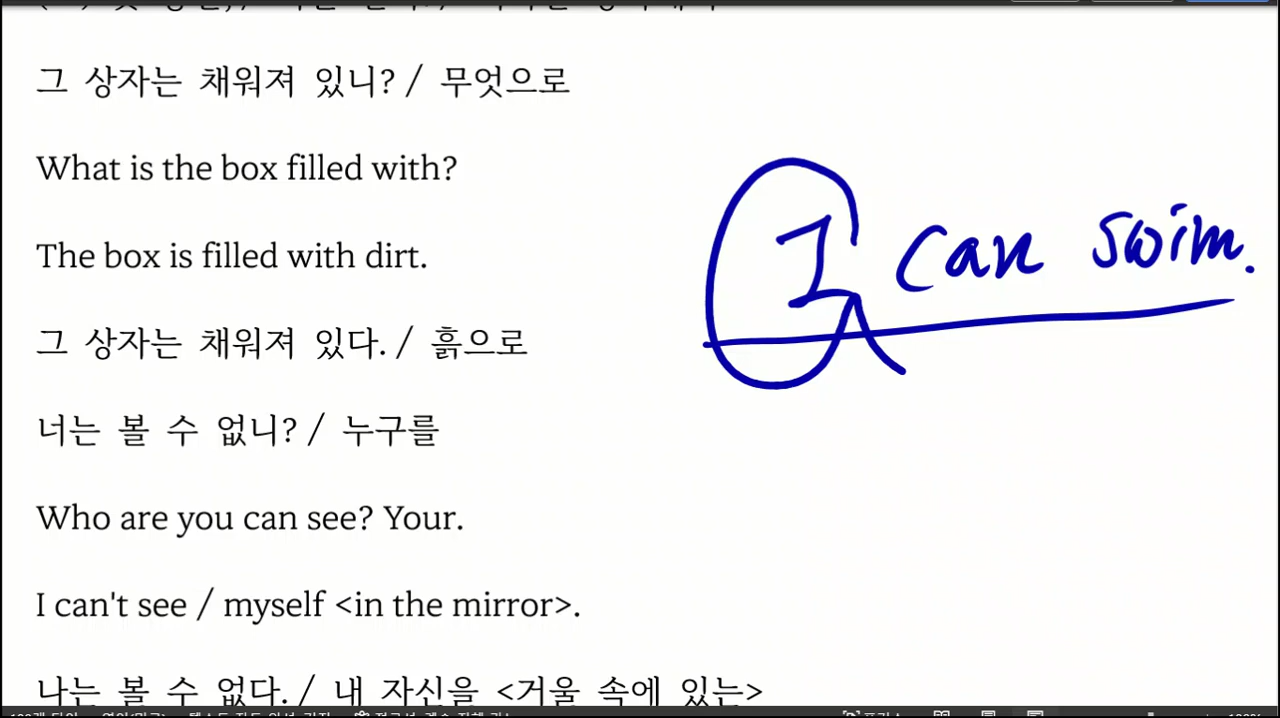 그 상자는 채워져 있니? / 무엇으로
What is the box filled with?
The box is filled with dirt.
그 상자는 채워져 있다. / 흙으로
너는 볼 수 없니? / 누구를
Who are you can see? Your.
I can't see / myself <in the mirror>.
나는 볼 수 없다. / 내 자신을 <거울 속에 있는>
I can swim.